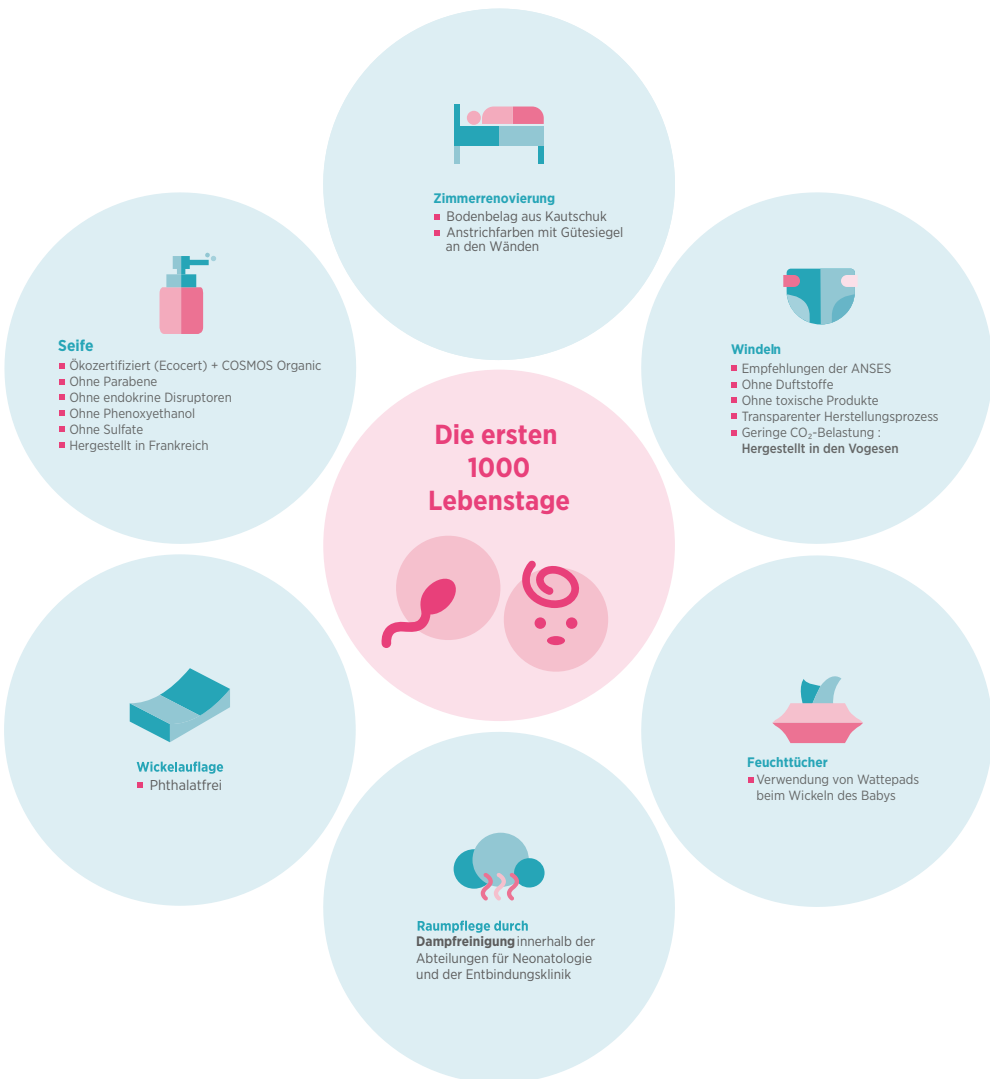 Zimmerrenovierung
Bodenbelag aus Kautschuk
Anstrichfarben mit Gütesiegel
an den Wänden
Seife
Ökozertifiziert (Ecocert) + COSMOS Organic
Ohne Parabene
Ohne endokrine Disruptoren
Ohne Phenoxyethanol
Ohne Sulfate
Hergestellt in Frankreich
Windeln
Empfehlungen der ANSES
Ohne Duftstoffe
Ohne toxische Produkte
Transparenter Herstellungsprozess
Geringe CO₂-Belastung :
Hergestellt in den Vogesen
Die ersten
1000
Lebenstage
Wickelauflage
Phthalatfrei
Feuchttücher
Verwendung von Wattepads
beim Wickeln des Babys
Raumpflege durch
Dampfreinigung innerhalb der
Abteilungen für Neonatologie
und der Entbindungsklinik